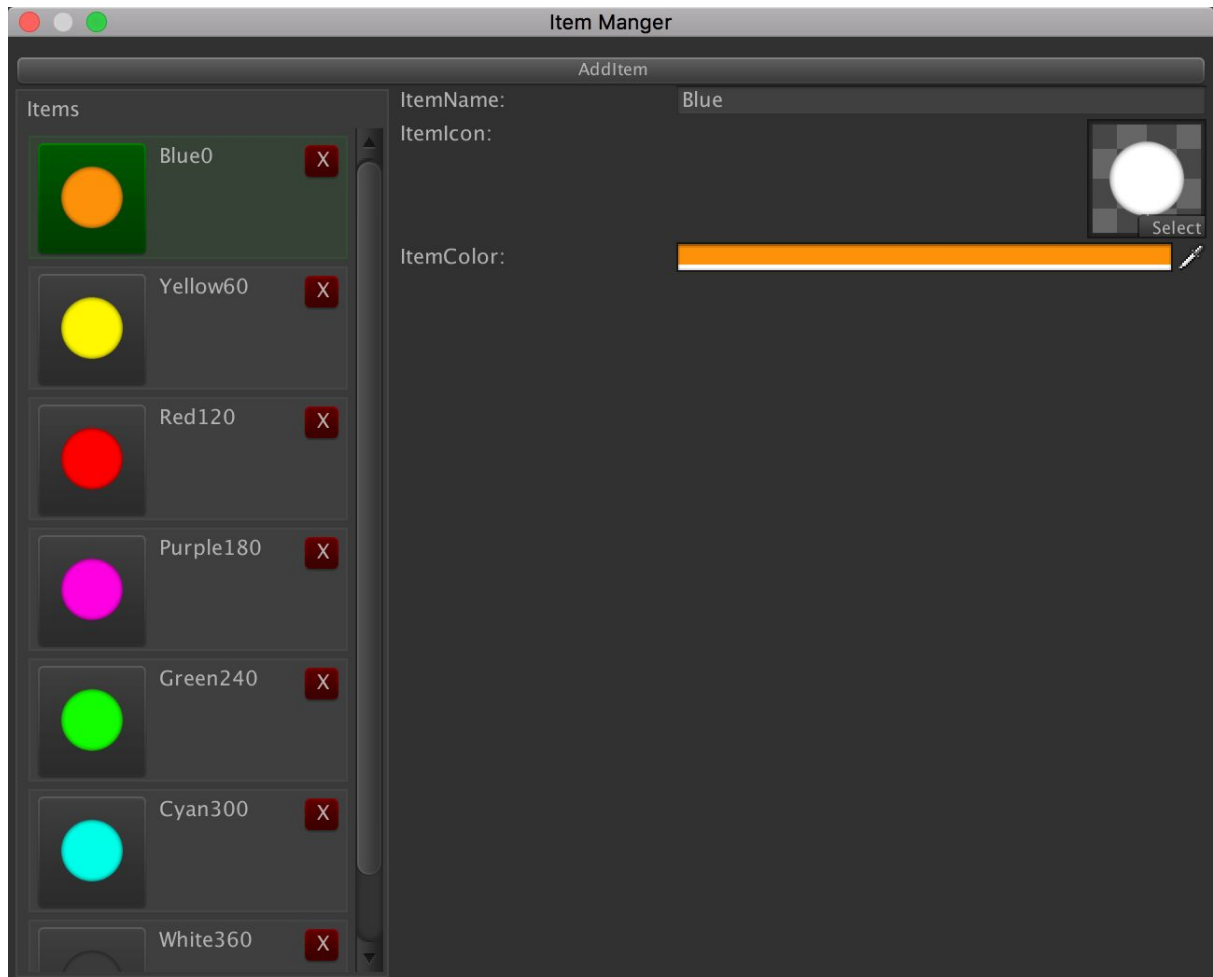 Item Manger
AddItem
Items
Blue0
X
Yellow60
X
Red120
X
Purple180
X
Green240
X
Cyan300
X
White360
X
ItemName:
Blue
ItemIcon:
Select
ItemColor: